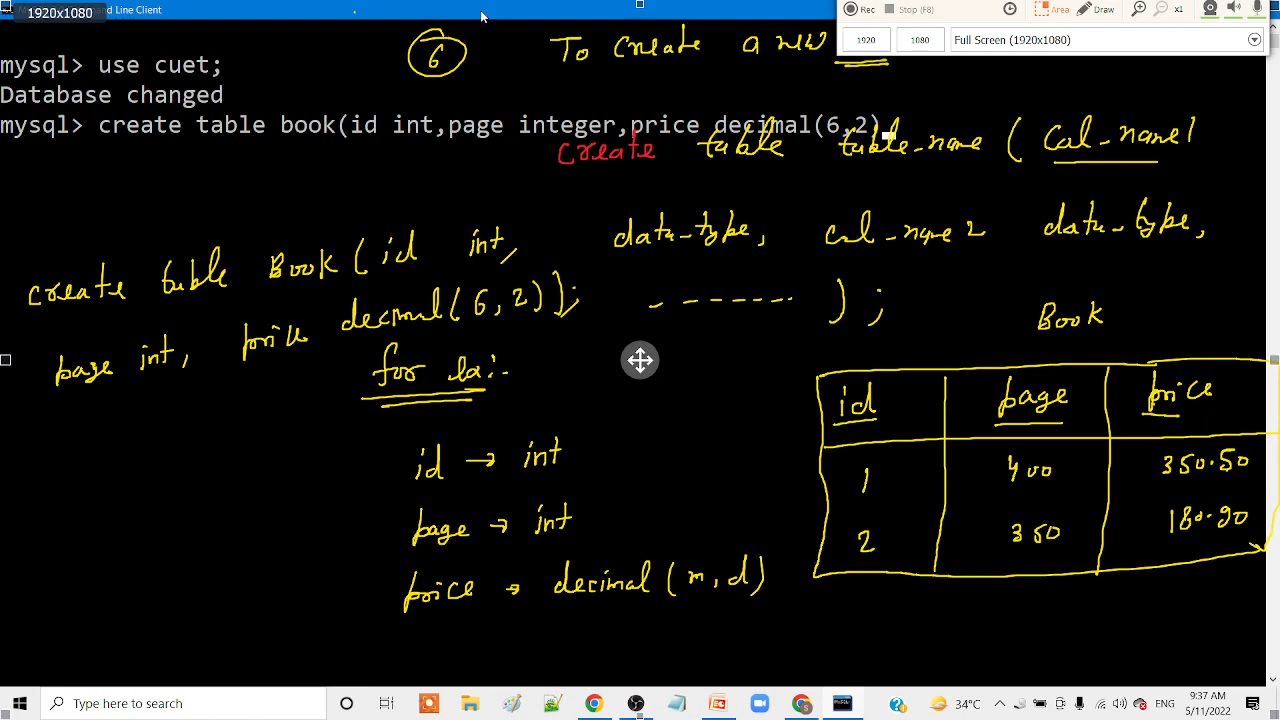 1920x1080
and Line Client
Rec
Stop (F8)
Area
Draw
x1
1920
1080
Full Screen (1920x1080)
6 To create a new
mysql> use cuet;
Database changed
mysql> create table book(id int,page integer,price decimal(6,2)
create table table-name ( Cal-name1
data-type, cal-name2 data-type,
-------- ) ;
create table Book(id int,
page int, price decimal(6,2));
for la:-
id → int
page → int
price → decimal(m,d)
Book
id page price
1 400 350.50
2 350 180.90
Type here to search
34°C
ENG
9:37 AM
5/11/2022